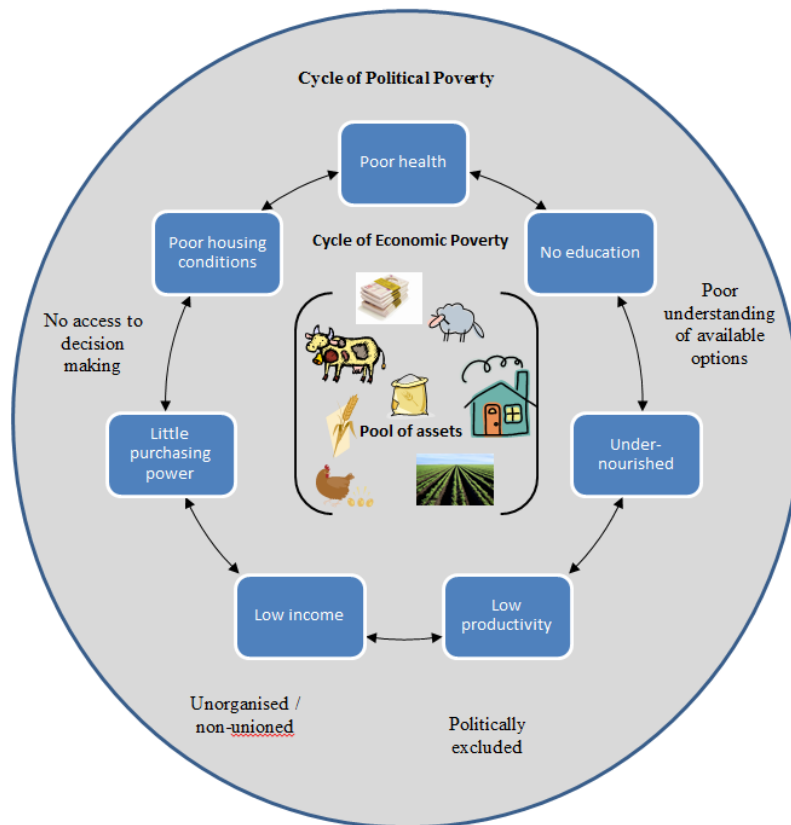 Cycle of Political Poverty
Poor health
Poor housing
conditions
Cycle of Economic Poverty
No education
No access to
decision
making
Poor
understanding
of available
options
Little
purchasing
power
Pool of assets
Under-
nourished
Low income
Low
productivity
Unorganised /
non-unioned
Politically
excluded